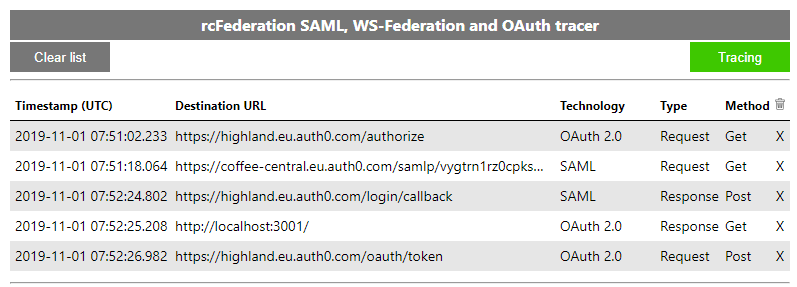 rcFederation SAML, WS-Federation and OAuth tracer
Clear list Tracing
Timestamp (UTC) Destination URL Technology Type Method
2019-11-01 07:51:02.233 https://highland.eu.auth0.com/authorize OAuth 2.0 Request Get X
2019-11-01 07:51:18.064 https://coffee-central.eu.auth0.com/samlp/vygtrn1rz0cpks... SAML Request Get X
2019-11-01 07:52:24.802 https://highland.eu.auth0.com/login/callback SAML Response Post X
2019-11-01 07:52:25.208 http://localhost:3001/ OAuth 2.0 Response Get X
2019-11-01 07:52:26.982 https://highland.eu.auth0.com/oauth/token OAuth 2.0 Request Post X